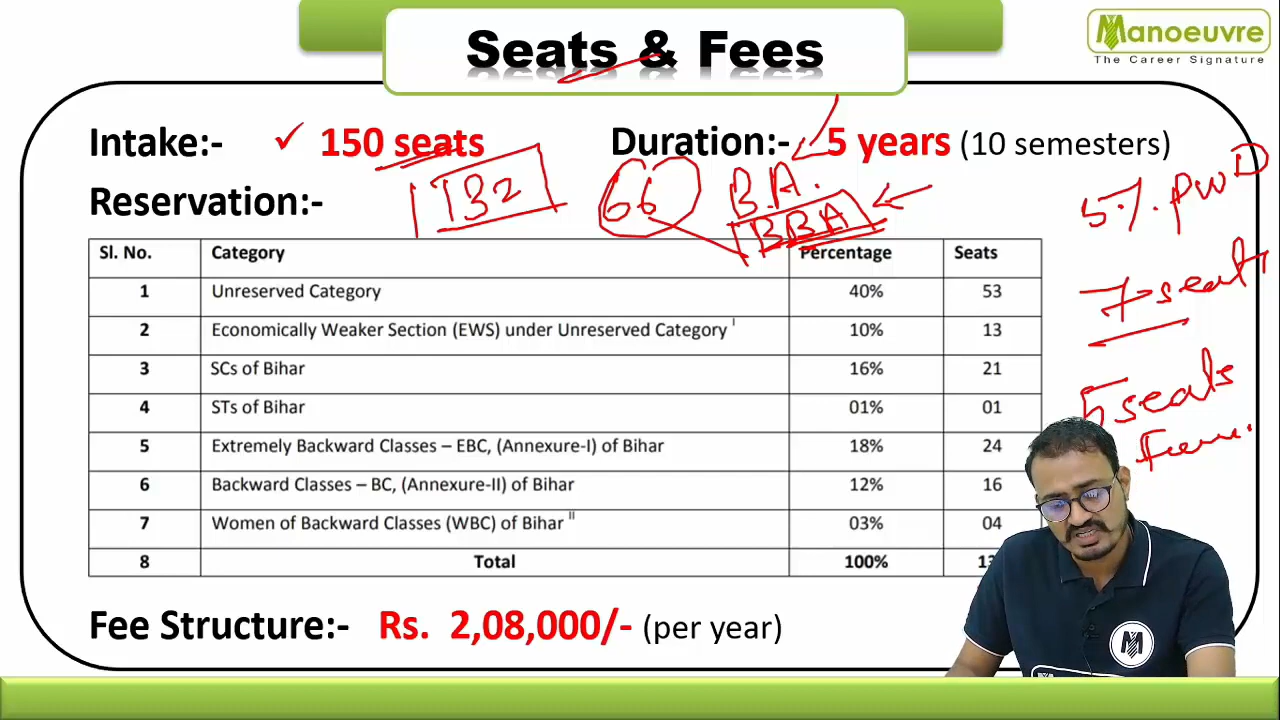 Seats & Fees
Manoeuvre
The Career Signature
Intake:- ✓ 150 seats
Duration:- 5 years (10 semesters)
Reservation:-
132
66
B.A.
BBA
5%. PWD
7 seats
5 seats
Sl. No. Category Percentage Seats
1 Unreserved Category 40% 53
2 Economically Weaker Section (EWS) under Unreserved Category I 10% 13
3 SCs of Bihar 16% 21
4 STs of Bihar 01% 01
5 Extremely Backward Classes – EBC, (Annexure-I) of Bihar 18% 24
6 Backward Classes – BC, (Annexure-II) of Bihar 12% 16
7 Women of Backward Classes (WBC) of Bihar II 03% 04
8 Total 100%
Fee Structure:- Rs. 2,08,000/- (per year)